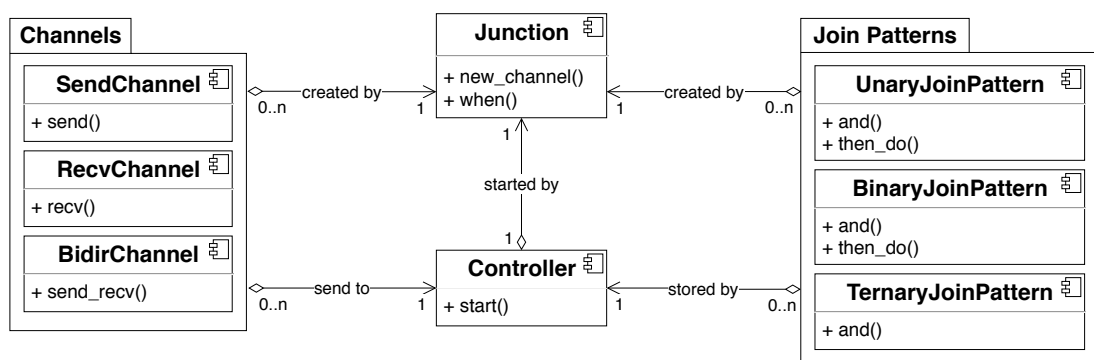 Channels
SendChannel
+ send()
RecvChannel
+ recv()
BidirChannel
+ send_recv()
created by
0..n
1
send to
0..n
1
Junction
+ new_channel()
+ when()
1
started by
1
Controller
+ start()
created by
1
0..n
stored by
1
0..n
Join Patterns
UnaryJoinPattern
+ and()
+ then_do()
BinaryJoinPattern
+ and()
+ then_do()
TernaryJoinPattern
+ and()